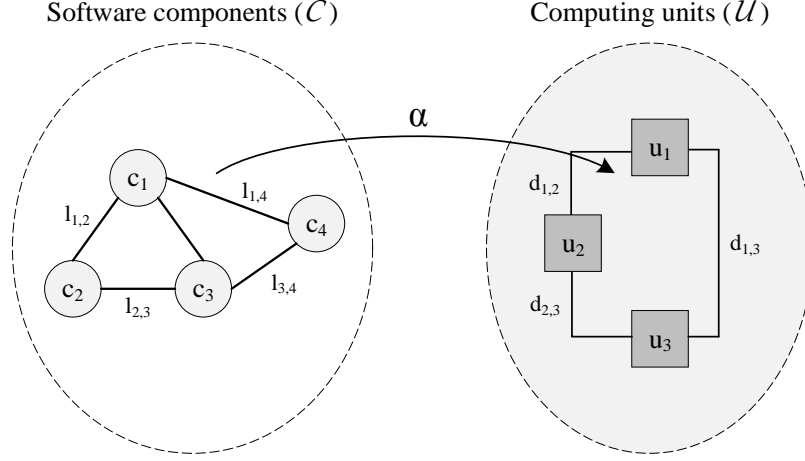 Software components (𝒞)
Computing units (𝒰)
α
c₁
c₂
c₃
c₄
l₁,₂
l₁,₄
l₂,₃
l₃,₄
u₁
u₂
u₃
d₁,₂
d₁,₃
d₂,₃